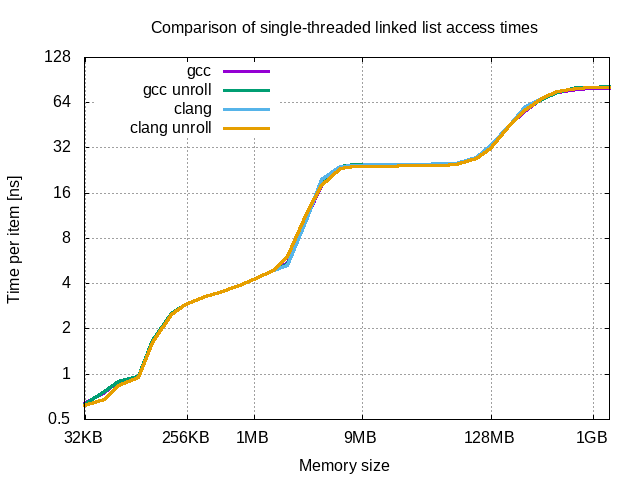 Comparison of single-threaded linked list access times
gcc
gcc unroll
clang
clang unroll
128
64
32
16
8
4
2
1
0.5
Time per item [ns]
32KB 256KB 1MB 9MB 128MB 1GB
Memory size